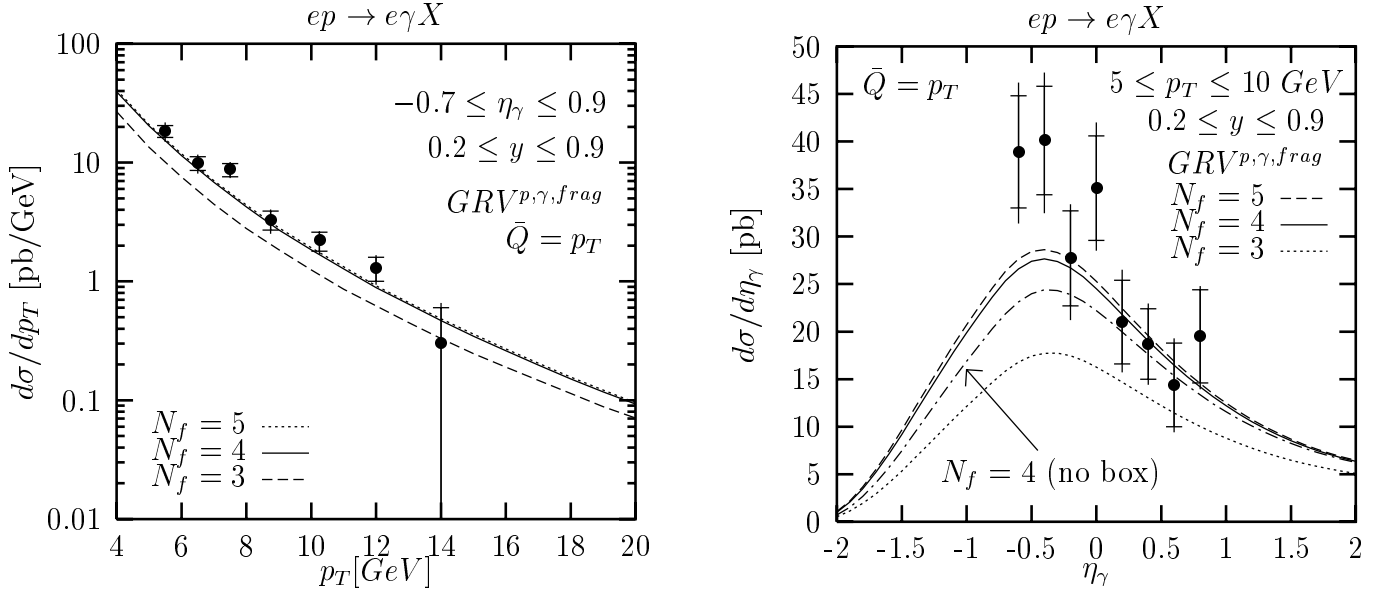 ep → eγX
100
10
1
0.1
0.01
dσ/dp_T [pb/GeV]
−0.7 ≤ η_γ ≤ 0.9
0.2 ≤ y ≤ 0.9
GRV^{p,γ,frag}
Q̄ = p_T
N_f = 5
N_f = 4
N_f = 3
4 6 8 10 12 14 16 18 20
p_T[GeV]
ep → eγX
50
45
40
35
30
25
20
15
10
5
0
dσ/dη_γ [pb]
Q̄ = p_T
5 ≤ p_T ≤ 10 GeV
0.2 ≤ y ≤ 0.9
GRV^{p,γ,frag}
N_f = 5
N_f = 4
N_f = 3
N_f = 4 (no box)
-2 -1.5 -1 -0.5 0 0.5 1 1.5 2
η_γ